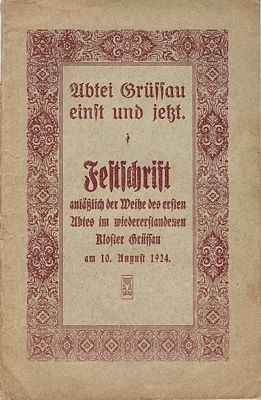 Abtei Grüssau
einst und jetzt.
Festschrift
anläßlich der Weihe des ersten
Abtes im wiedererstandenen
Kloster Grüssau
am 10. August 1924.